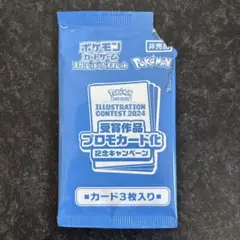 ポケモン
カードゲーム
スカーレット&バイオレット
非売品
Pokémon
Pokémon
ILLUSTRATION
CONTEST 2024
受賞作品
プロモカード化
記念キャンペーン
■カード3枚入り■